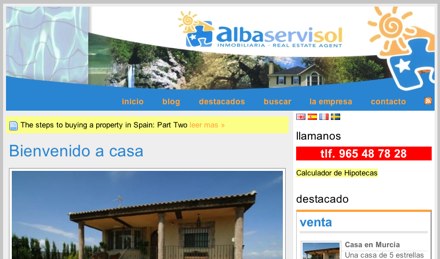 albaservisol
INMOBILIARIA - REAL ESTATE AGENT
inicio blog destacados buscar la empresa contacto
The steps to buying a property in Spain: Part Two leer mas »
Bienvenido a casa
llamanos
tlf. 965 48 78 28
Calculador de Hipotecas
destacado
venta
Casa en Murcia
Una casa de 5 estrellas